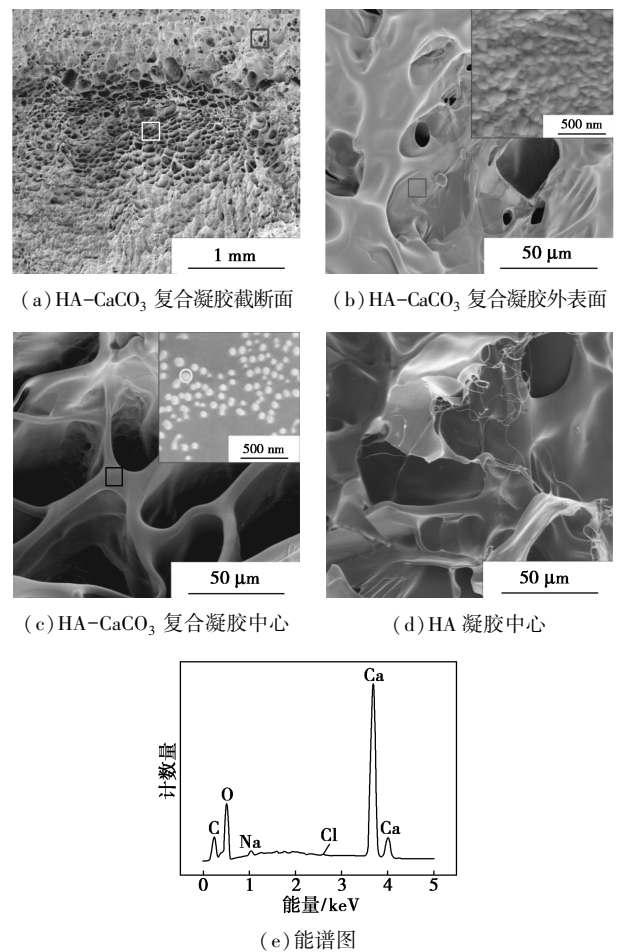 1 mm
500 nm
50 μm
(a)HA-CaCO₃ 复合凝胶截断面
(b)HA-CaCO₃ 复合凝胶外表面
500 nm
50 μm
50 μm
(c)HA-CaCO₃ 复合凝胶中心
(d)HA 凝胶中心
Ca
计数量
O
C
Na
Cl
Ca
0 1 2 3 4 5
能量/keV
(e)能谱图